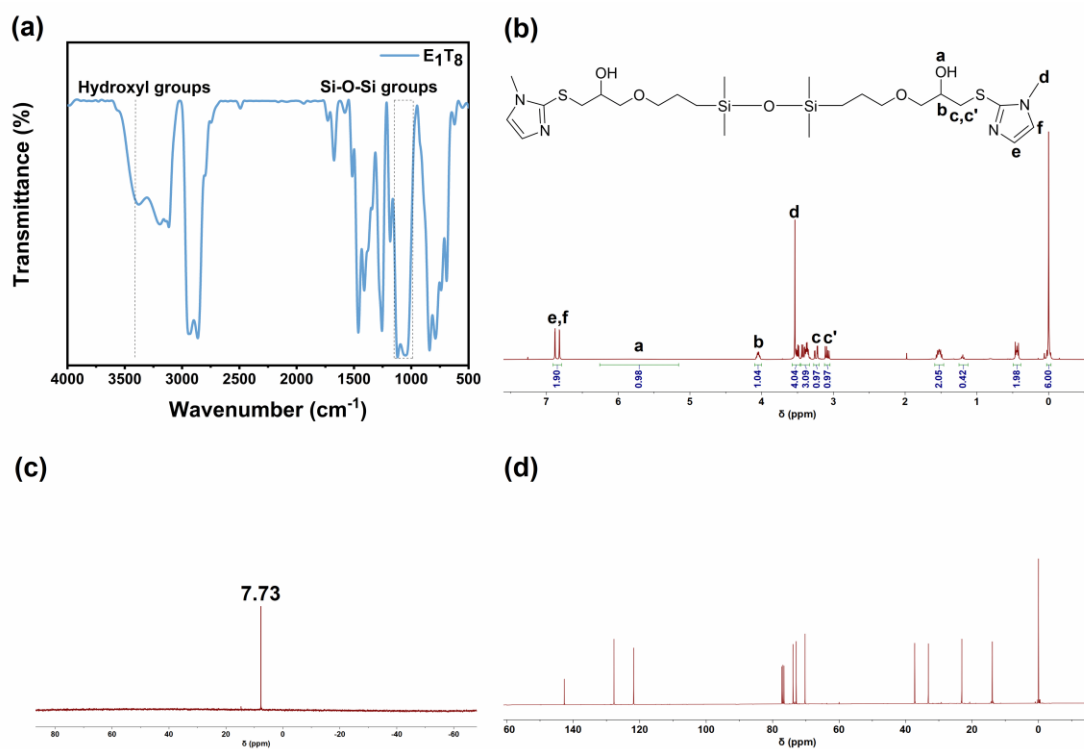 (a)
E₁T₈
Hydroxyl groups
Si-O-Si groups
Transmittance (%)
4000 3500 3000 2500 2000 1500 1000 500
Wavenumber (cm⁻¹)
(b)
a
OH
OH
d
N
S
O
Si
O
Si
O
S
N
N
b
c,c'
N
f
e
d
e,f
a
b
c
c'
1.90
0.98
1.04
4.04
3.09
0.97
0.97
2.05
0.42
1.98
6.00
7 6 5 4 3 2 1 0
δ (ppm)
(c)
7.73
80 60 40 20 0 -20 -40 -60
δ (ppm)
(d)
60 140 120 100 80 60 40 20 0
δ (ppm)